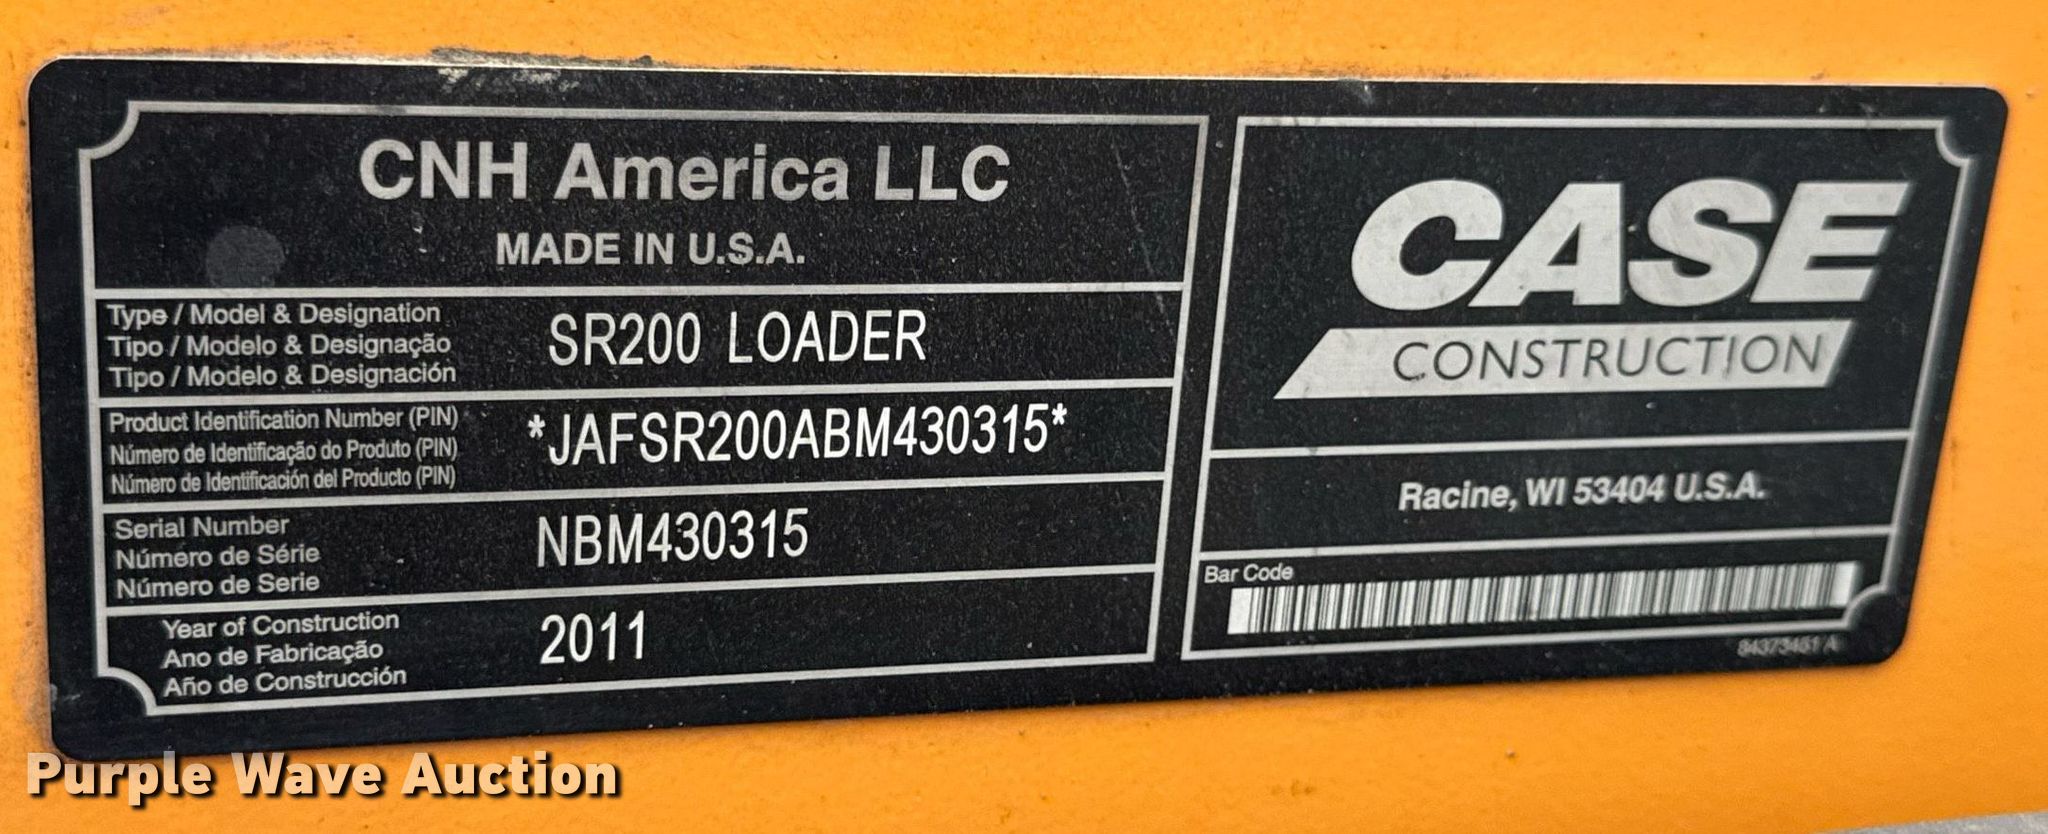 CNH America LLC
MADE IN U.S.A.
Type / Model & Designation
Tipo / Modelo & Designação
Tipo / Modelo & Designación
SR200 LOADER
Product Identification Number (PIN)
Número de Identificação do Produto (PIN)
Número de Identificación del Producto (PIN)
*JAFSR200ABM430315*
Serial Number
Número de Série
Número de Serie
NBM430315
Year of Construction
Ano de Fabricação
Año de Construcción
2011
CASE
CONSTRUCTION
Racine, WI 53404 U.S.A.
Bar Code
84373451 A
Purple Wave Auction